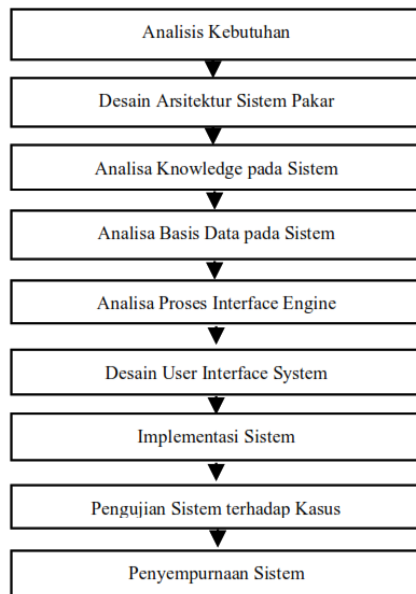 Analisis Kebutuhan
Desain Arsitektur Sistem Pakar
Analisa Knowledge pada Sistem
Analisa Basis Data pada Sistem
Analisa Proses Interface Engine
Desain User Interface System
Implementasi Sistem
Pengujian Sistem terhadap Kasus
Penyempurnaan Sistem